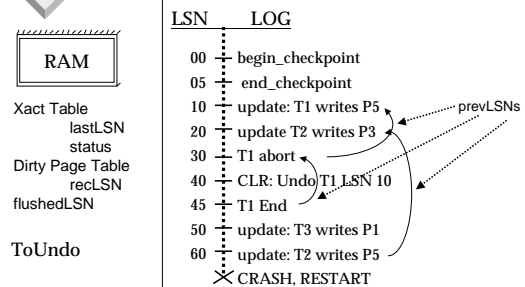 RAM
Xact Table
lastLSN
status
Dirty Page Table
recLSN
flushedLSN
ToUndo
LSN LOG
00 begin_checkpoint
05 end_checkpoint
10 update: T1 writes P5
20 update T2 writes P3
30 T1 abort
40 CLR: Undo T1 LSN 10
45 T1 End
50 update: T3 writes P1
60 update: T2 writes P5
CRASH, RESTART
prevLSNs